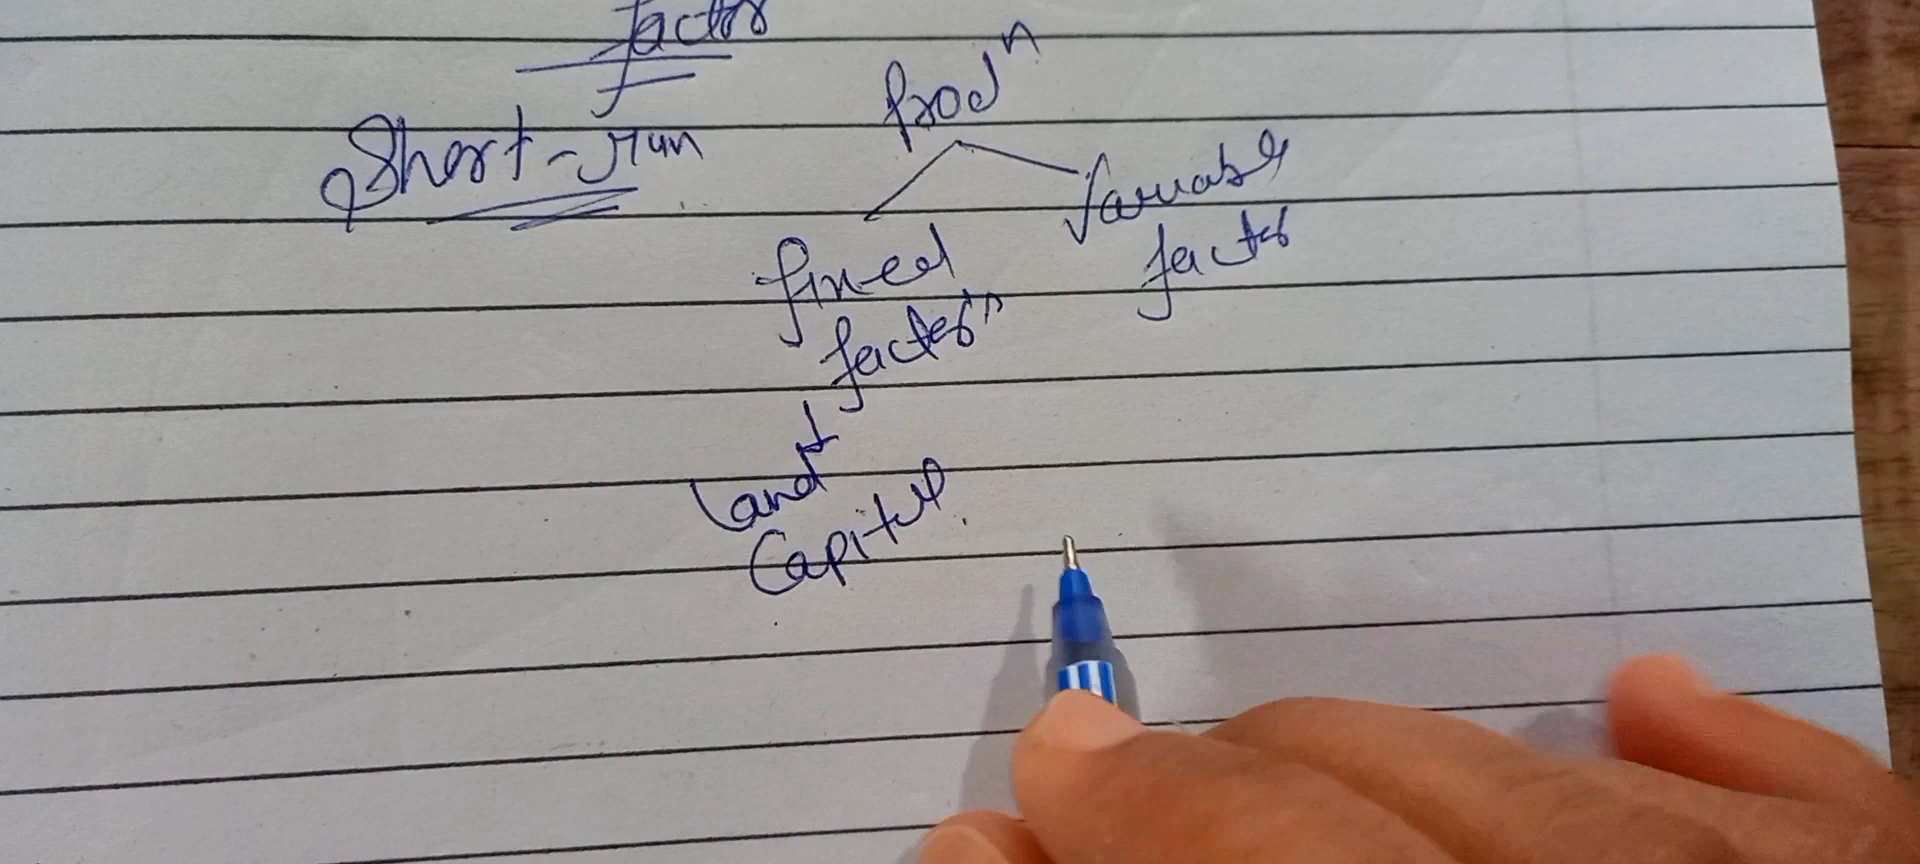 factor
Short-run
prodⁿ
fixed
factor"
Variable
factor
Land
Capital